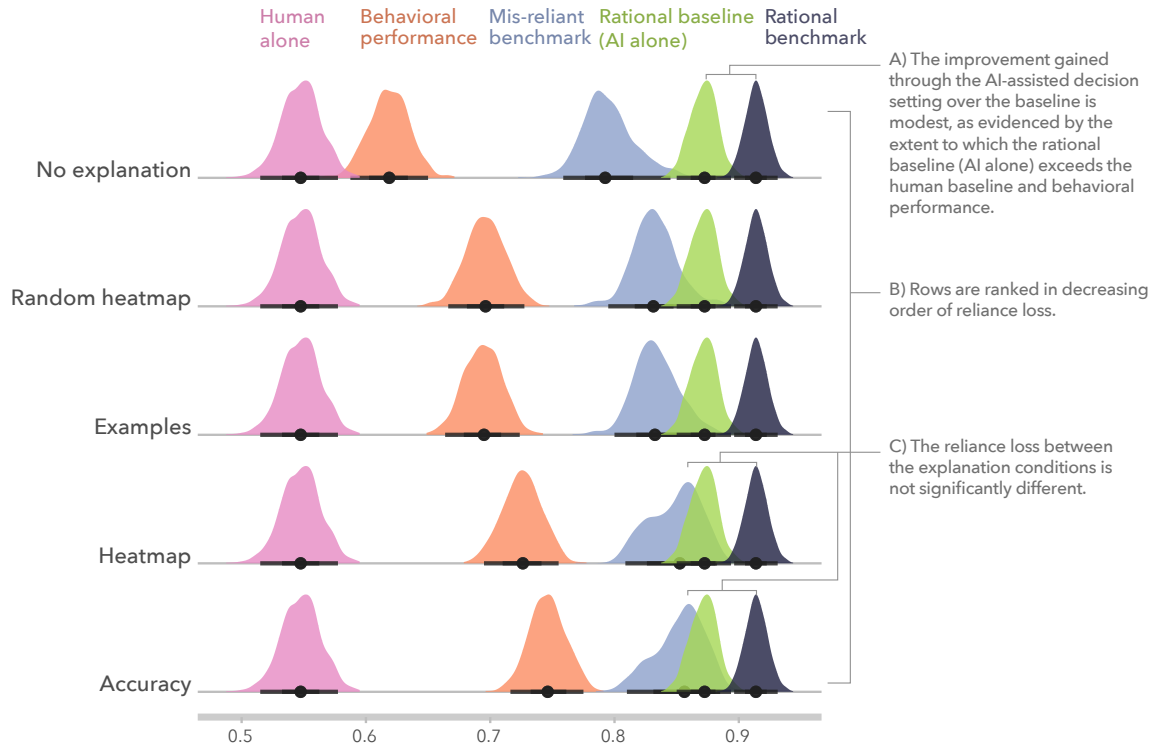 Human
alone
Behavioral
performance
Mis-reliant
benchmark
Rational baseline
(AI alone)
Rational
benchmark
A) The improvement gained
through the AI-assisted decision
setting over the baseline is
modest, as evidenced by the
extent to which the rational
baseline (AI alone) exceeds the
human baseline and behavioral
performance.
No explanation
Random heatmap
B) Rows are ranked in decreasing
order of reliance loss.
Examples
C) The reliance loss between
the explanation conditions is
not significantly different.
Heatmap
Accuracy
0.5 0.6 0.7 0.8 0.9